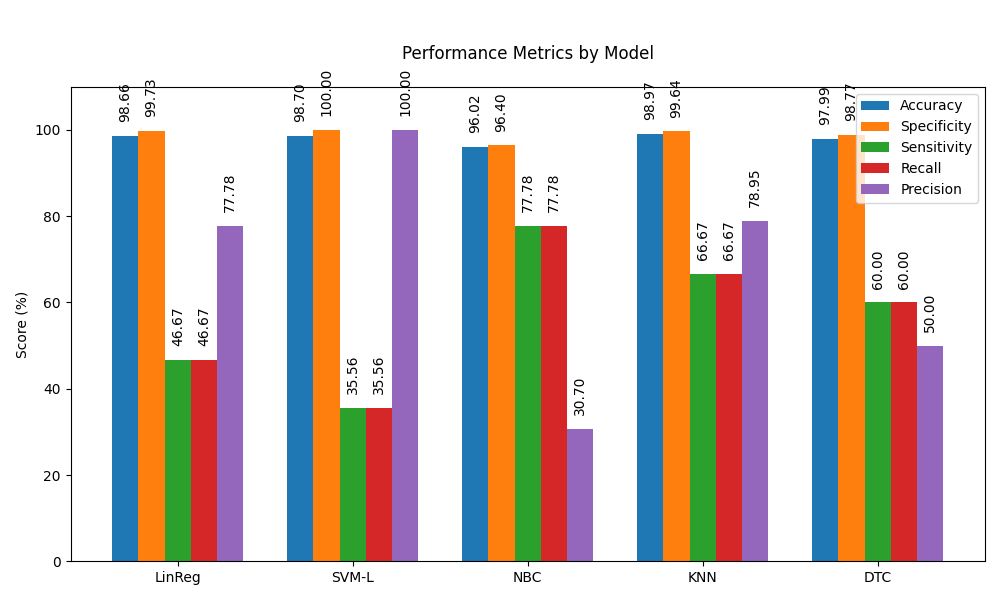 Performance Metrics by Model
Score (%)
100
80
60
40
20
0
98.66
99.73
46.67
46.67
77.78
98.70
100.00
35.56
35.56
100.00
96.02
96.40
77.78
77.78
30.70
98.97
99.64
66.67
66.67
78.95
97.99
98.77
60.00
60.00
50.00
Accuracy
Specificity
Sensitivity
Recall
Precision
LinReg
SVM-L
NBC
KNN
DTC